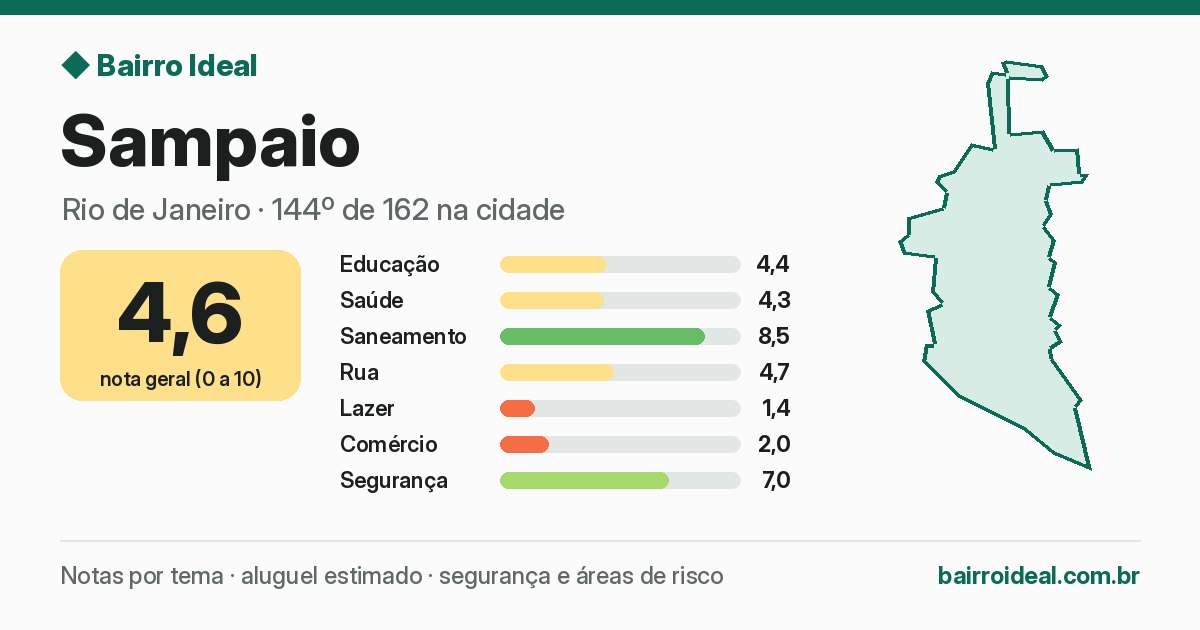 Bairro Ideal
Sampaio
Rio de Janeiro · 144º de 162 na cidade
4,6
nota geral (0 a 10)
Educação 4,4
Saúde 4,3
Saneamento 8,5
Rua 4,7
Lazer 1,4
Comércio 2,0
Segurança 7,0
Notas por tema · aluguel estimado · segurança e áreas de risco
bairroideal.com.br